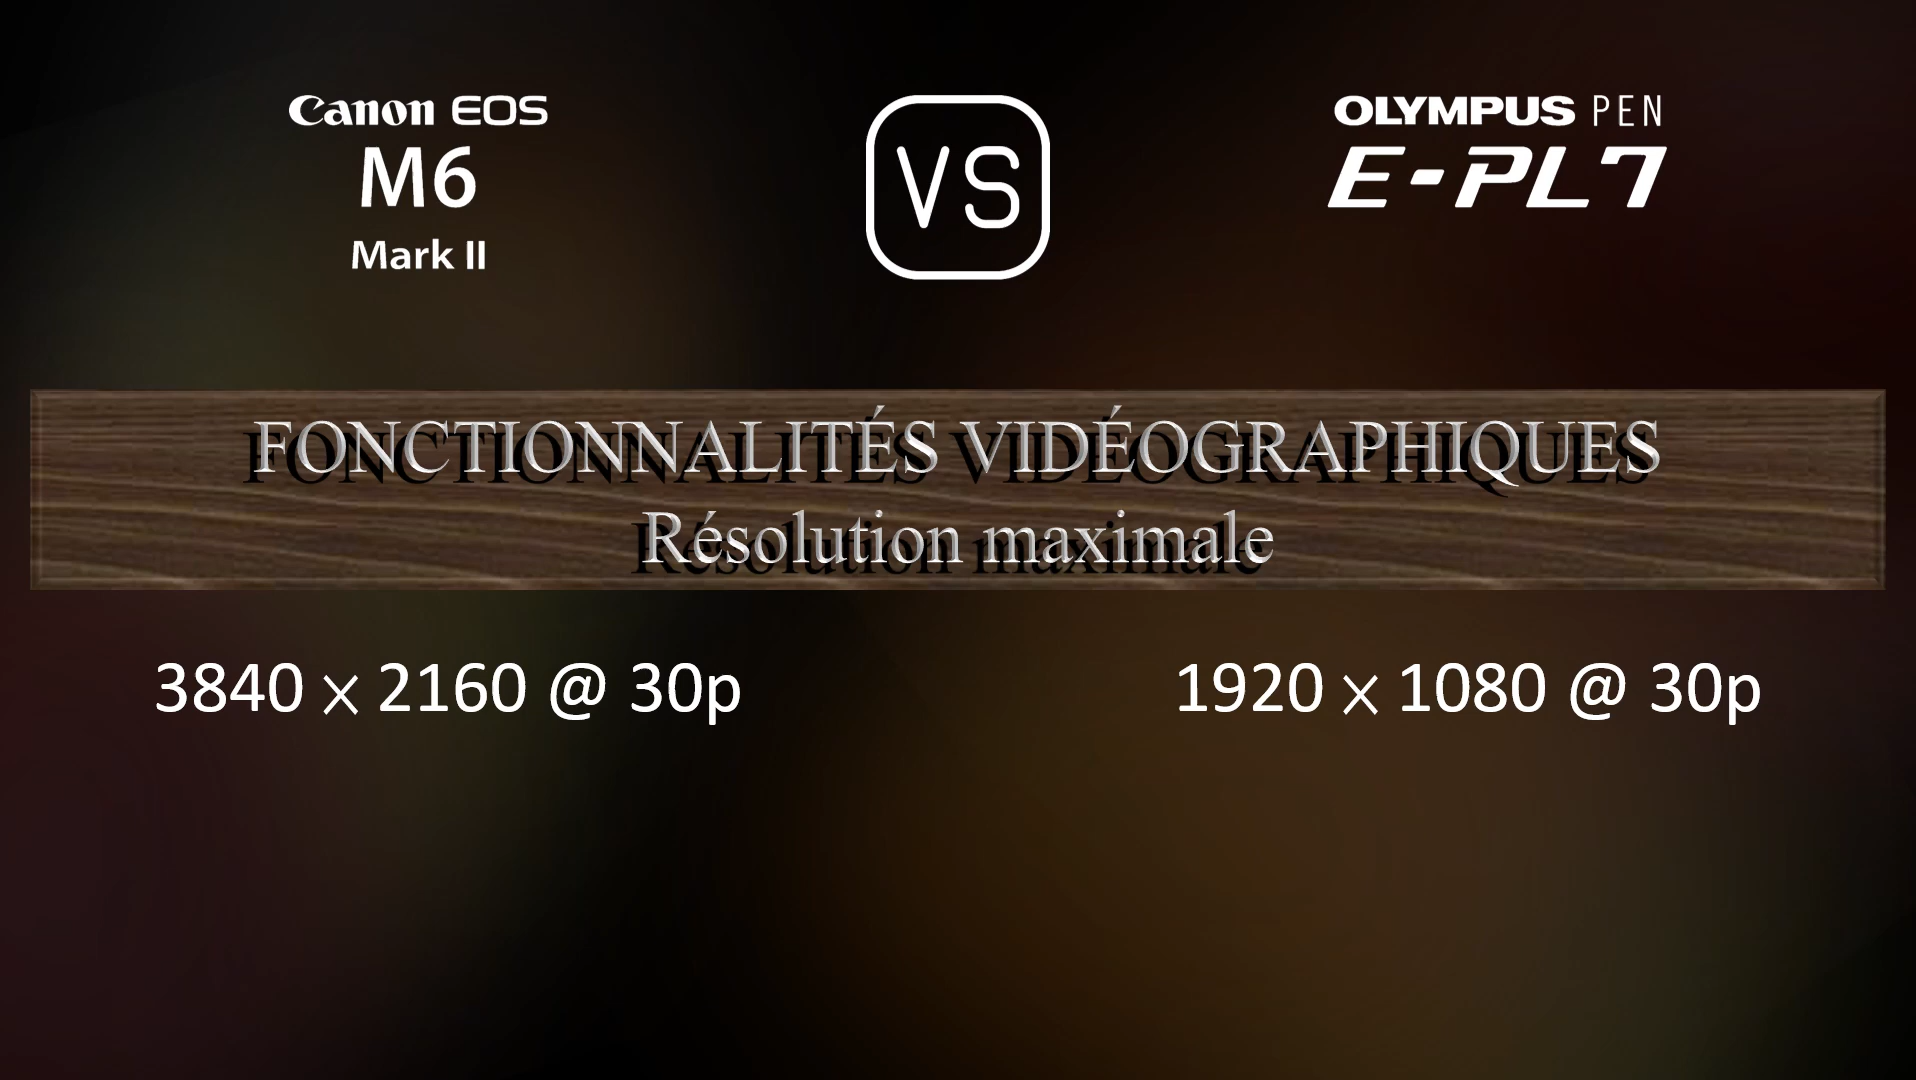 Canon EOS
M6
Mark II
VS
OLYMPUS PEN
E-PL7
FONCTIONNALITÉS VIDÉOGRAPHIQUES
Résolution maximale
3840 x 2160 @ 30p
1920 x 1080 @ 30p